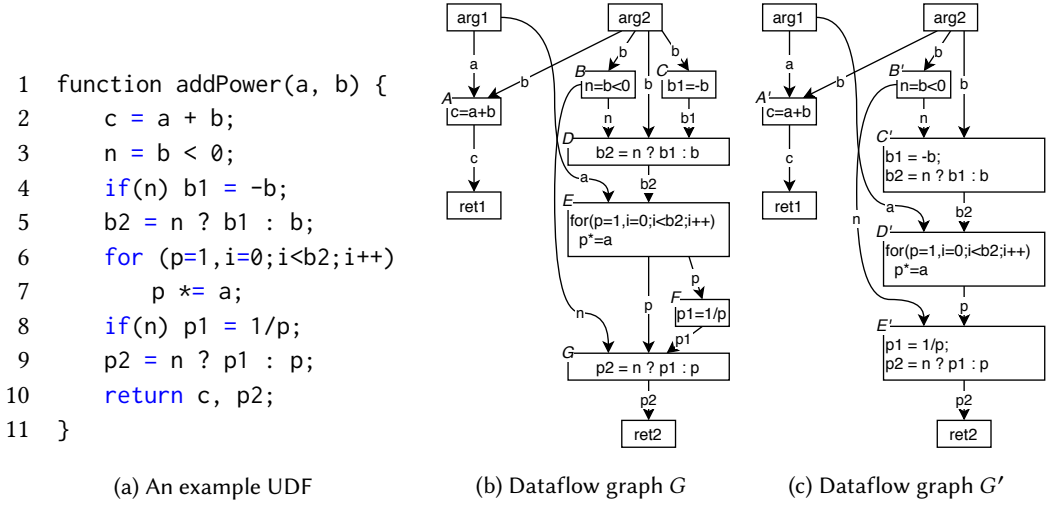 1 function addPower(a, b) {
2 c = a + b;
3 n = b < 0;
4 if(n) b1 = -b;
5 b2 = n ? b1 : b;
6 for (p=1,i=0;i<b2;i++)
7 p *= a;
8 if(n) p1 = 1/p;
9 p2 = n ? p1 : p;
10 return c, p2;
11 }
(a) An example UDF
arg1
arg2
a
b
b
b
b
A
c=a+b
B
n=b<0
C
b1=-b
n
b1
c
D
b2 = n ? b1 : b
ret1
a
b2
E
for(p=1,i=0;i<b2;i++)
p*=a
p
n
p
F
p1=1/p
p1
G
p2 = n ? p1 : p
p2
ret2
(b) Dataflow graph G
arg1
arg2
a
b
b
b
A'
c=a+b
B'
n=b<0
n
c
C'
b1 = -b;
b2 = n ? b1 : b
ret1
n
a
b2
D'
for(p=1,i=0;i<b2;i++)
p*=a
p
E'
p1 = 1/p;
p2 = n ? p1 : p
p2
ret2
(c) Dataflow graph G′